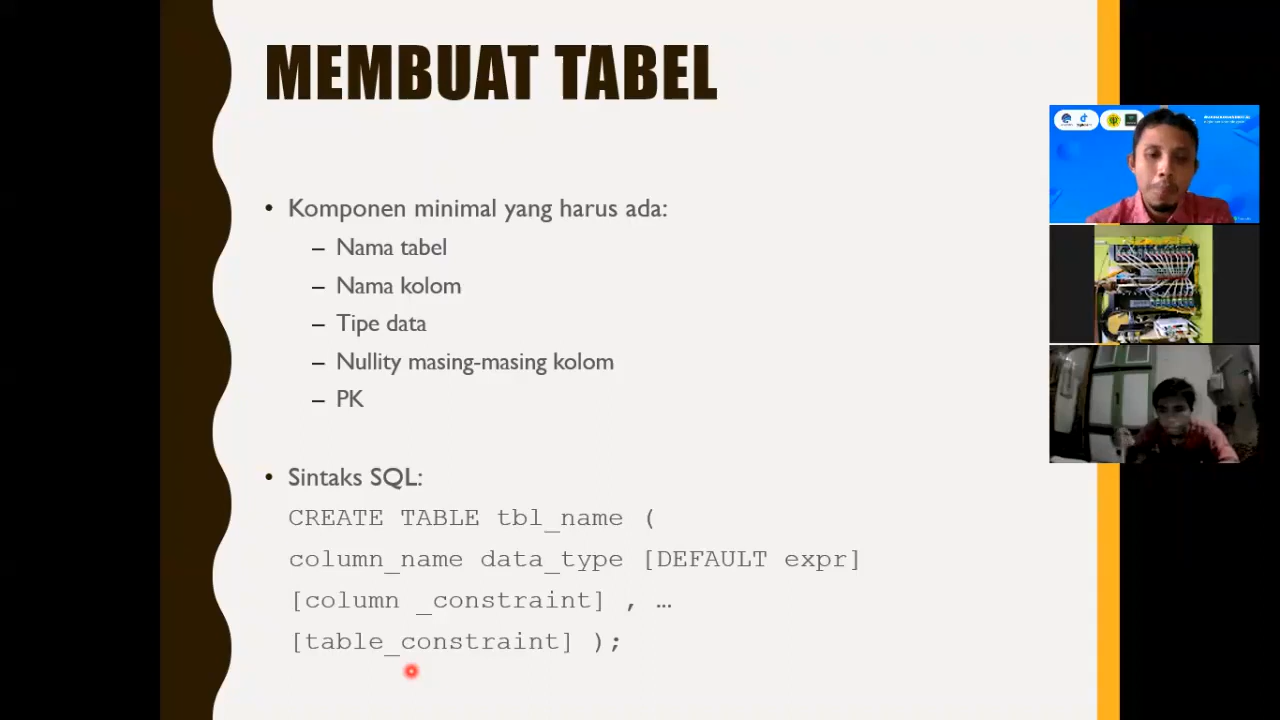 MEMBUAT TABEL
• Komponen minimal yang harus ada:
– Nama tabel
– Nama kolom
– Tipe data
– Nullity masing-masing kolom
– PK
• Sintaks SQL:
CREATE TABLE tbl_name (
column_name data_type [DEFAULT expr]
[column _constraint] , …
[table_constraint] );